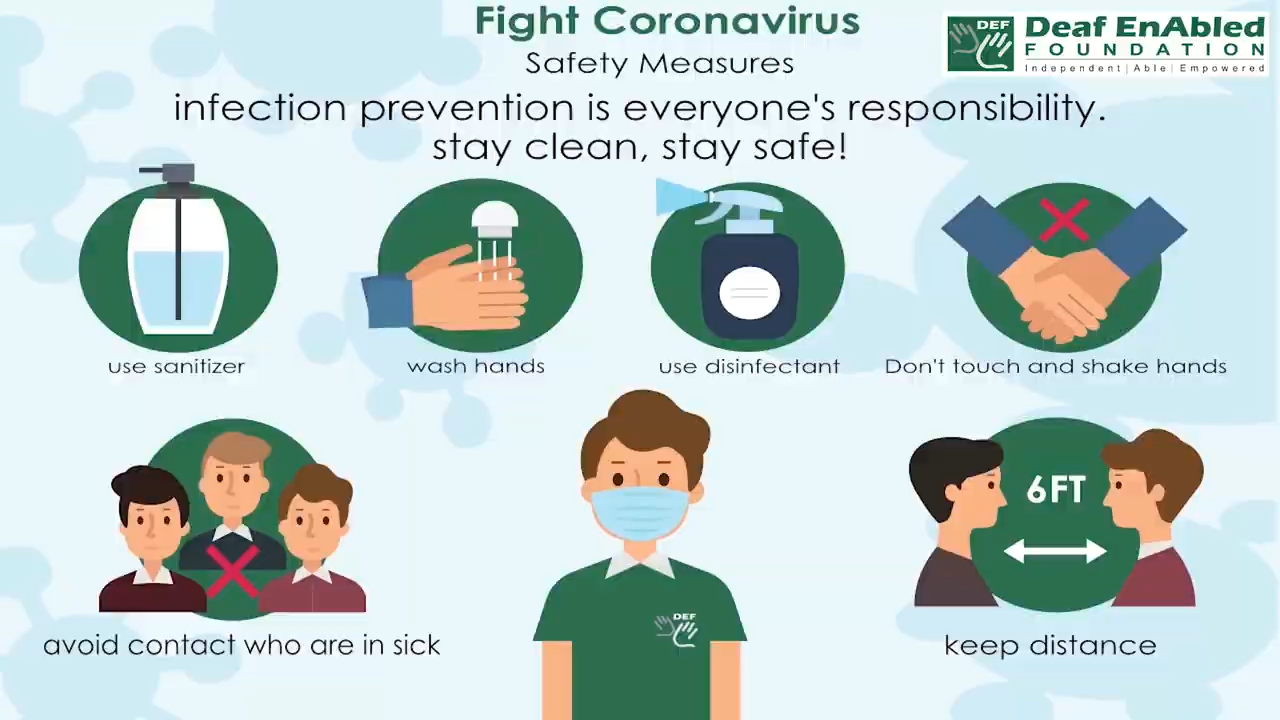 Fight Coronavirus
Safety Measures
DEF
Deaf EnAbled
FOUNDATION
Independent | Able | Empowered
infection prevention is everyone's responsibility.
stay clean, stay safe!
use sanitizer
wash hands
use disinfectant
Don't touch and shake hands
6FT
DEF
avoid contact who are in sick
keep distance